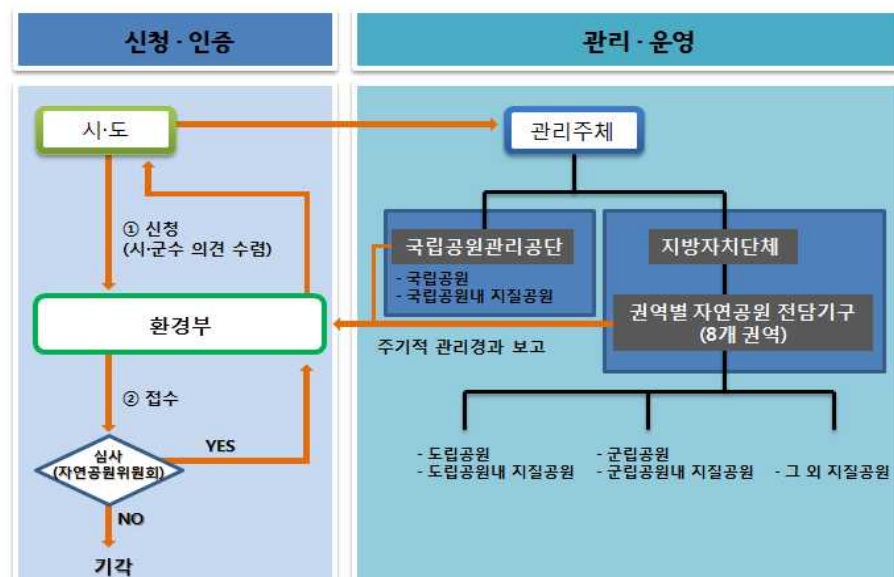 신청 · 인증
관리 · 운영
시·도
관리주체
① 신청
(시·군수 의견 수렴)
국립공원관리공단
- 국립공원
- 국립공원내 지질공원
지방자치단체
환경부
권역별 자연공원 전담기구
(8개 권역)
주기적 관리경과 보고
② 접수
심사
(자연공원위원회)
YES
NO
기각
- 도립공원
- 도립공원내 지질공원
- 군립공원
- 군립공원내 지질공원
- 그 외 지질공원